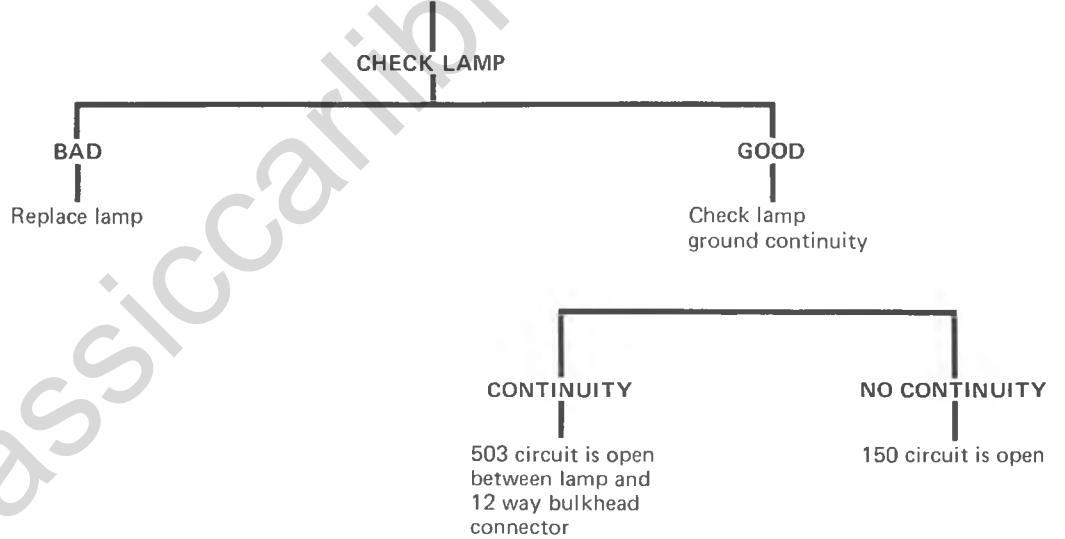 CHECK LAMP
BAD
GOOD
Replace lamp
Check lamp
ground continuity
CONTINUITY
NO CONTINUITY
503 circuit is open
between lamp and
12 way bulkhead
connector
150 circuit is open
assiccarlibr